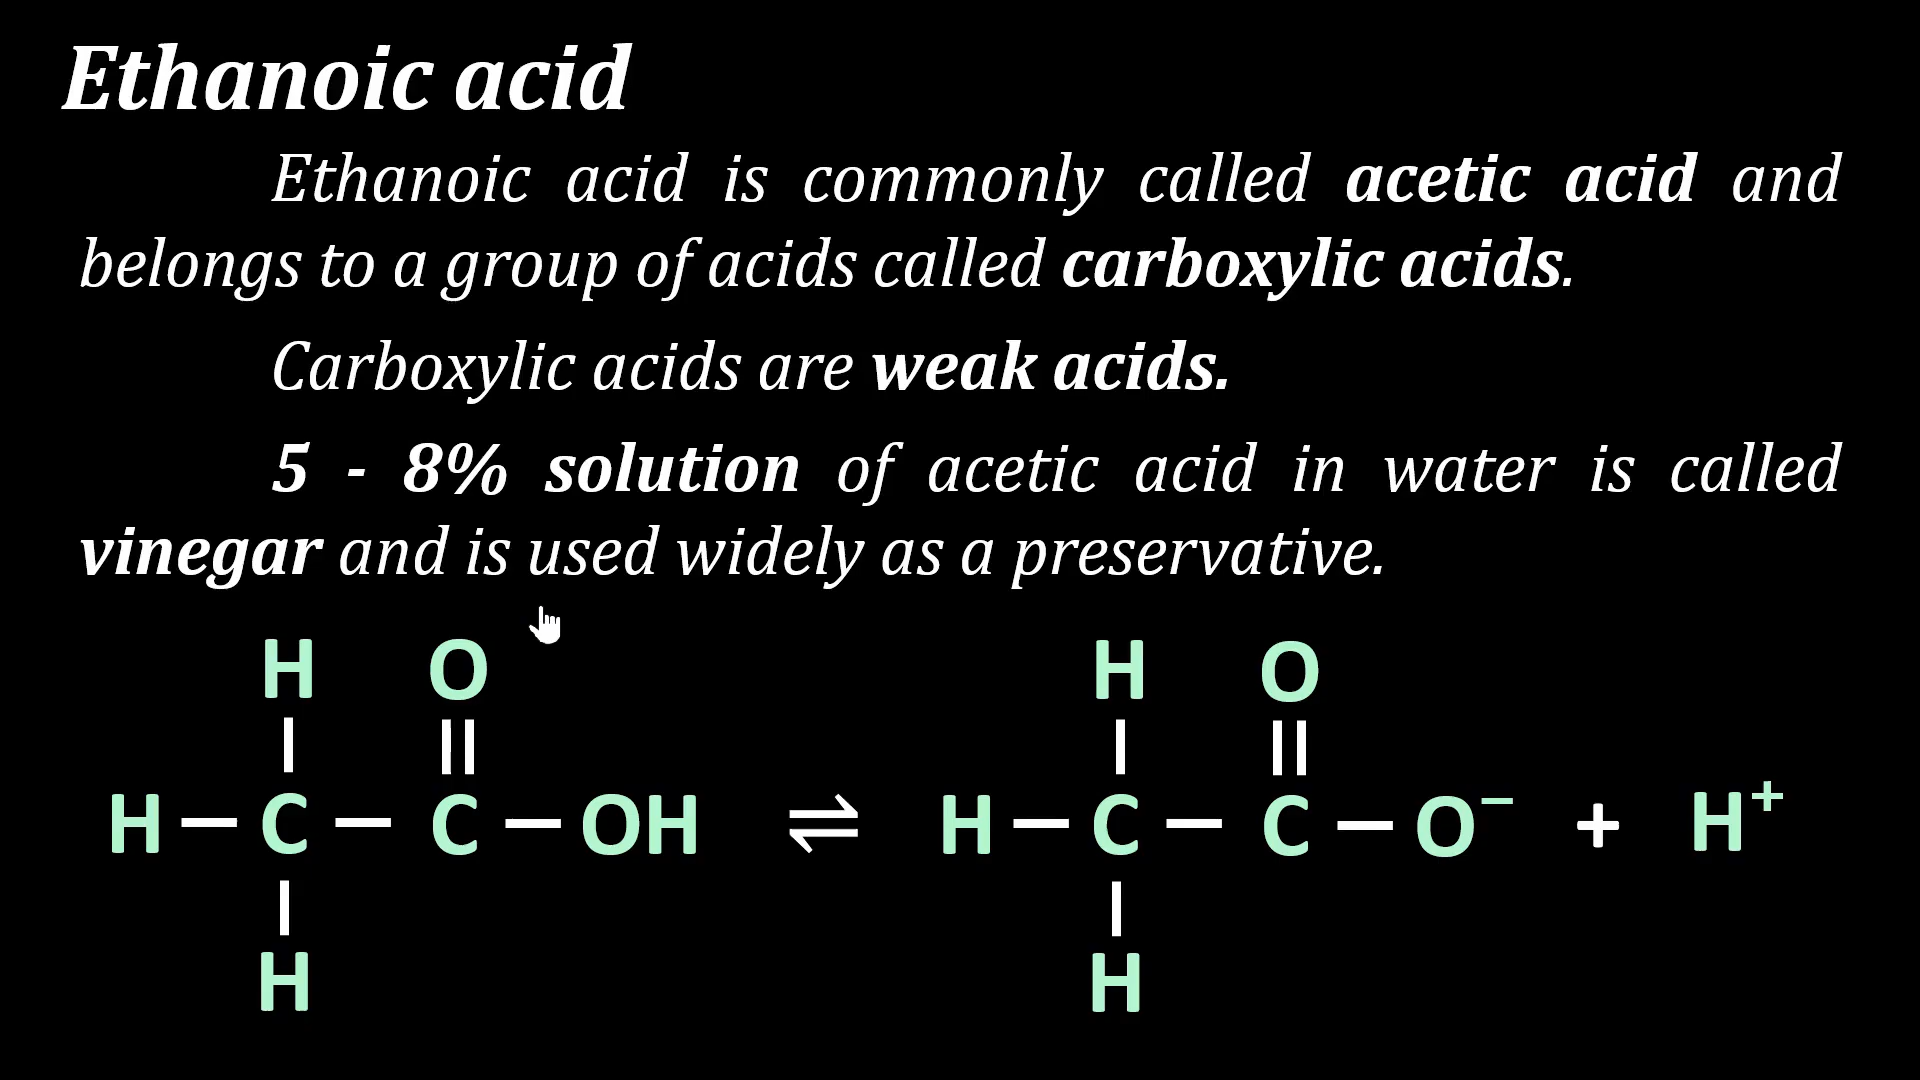 Ethanoic acid
Ethanoic acid is commonly called acetic acid and
belongs to a group of acids called carboxylic acids.
Carboxylic acids are weak acids.
5 - 8% solution of acetic acid in water is called
vinegar and is used widely as a preservative.
H O H O
H — C — C — OH ⇌ H — C — C — O⁻ + H⁺
H H